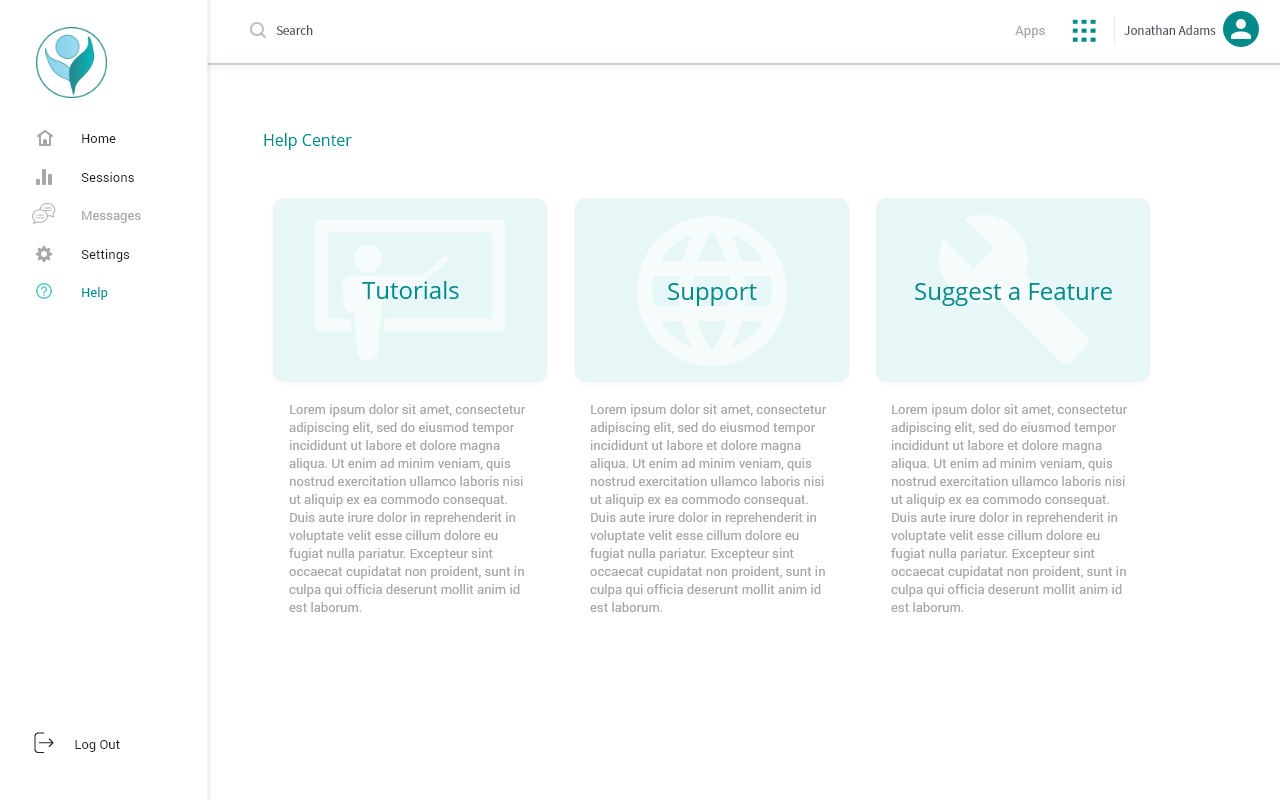 Search
Apps
Jonathan Adams
Home
Sessions
Messages
Settings
Help
Log Out
Help Center
Tutorials
Lorem ipsum dolor sit amet, consectetur
adipiscing elit, sed do eiusmod tempor
incididunt ut labore et dolore magna
aliqua. Ut enim ad minim veniam, quis
nostrud exercitation ullamco laboris nisi
ut aliquip ex ea commodo consequat.
Duis aute irure dolor in reprehenderit in
voluptate velit esse cillum dolore eu
fugiat nulla pariatur. Excepteur sint
occaecat cupidatat non proident, sunt in
culpa qui officia deserunt mollit anim id
est laborum.
Support
Lorem ipsum dolor sit amet, consectetur
adipiscing elit, sed do eiusmod tempor
incididunt ut labore et dolore magna
aliqua. Ut enim ad minim veniam, quis
nostrud exercitation ullamco laboris nisi
ut aliquip ex ea commodo consequat.
Duis aute irure dolor in reprehenderit in
voluptate velit esse cillum dolore eu
fugiat nulla pariatur. Excepteur sint
occaecat cupidatat non proident, sunt in
culpa qui officia deserunt mollit anim id
est laborum.
Suggest a Feature
Lorem ipsum dolor sit amet, consectetur
adipiscing elit, sed do eiusmod tempor
incididunt ut labore et dolore magna
aliqua. Ut enim ad minim veniam, quis
nostrud exercitation ullamco laboris nisi
ut aliquip ex ea commodo consequat.
Duis aute irure dolor in reprehenderit in
voluptate velit esse cillum dolore eu
fugiat nulla pariatur. Excepteur sint
occaecat cupidatat non proident, sunt in
culpa qui officia deserunt mollit anim id
est laborum.